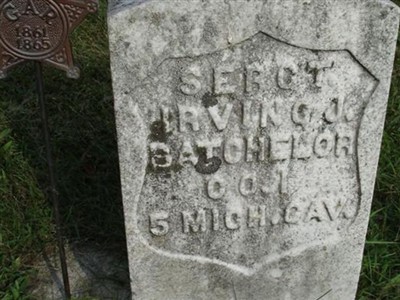 G.A.R.
1861
1865
SERGT
IRVING J.
BATCHELOR
CO. I
5 MICH. CAV.